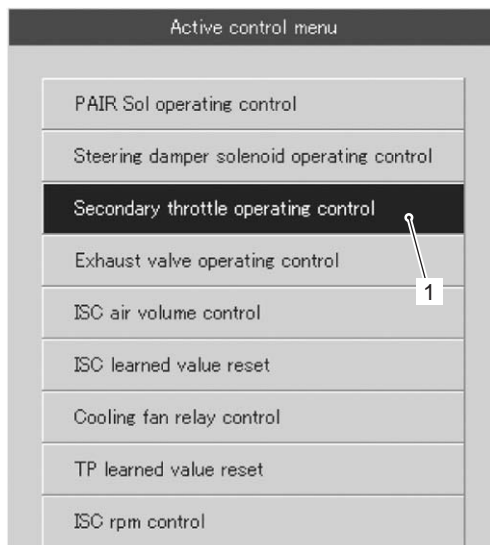 Active control menu
PAIR Sol operating control
Steering damper solenoid operating control
Secondary throttle operating control
Exhaust valve operating control
1
ISC air volume control
ISC learned value reset
Cooling fan relay control
TP learned value reset
ISC rpm control